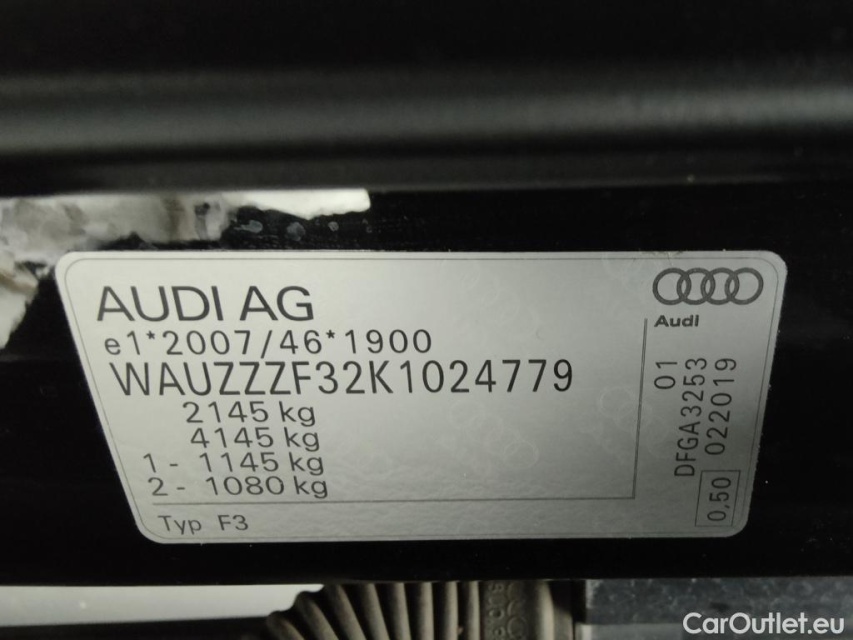 AUDI AG
e1*2007/46*1900
WAUZZZF32K1024779
2145 kg
4145 kg
1 - 1145 kg
2 - 1080 kg
Typ F3
Audi
01
DFGA3253
022019
0,50
CarOutlet.eu